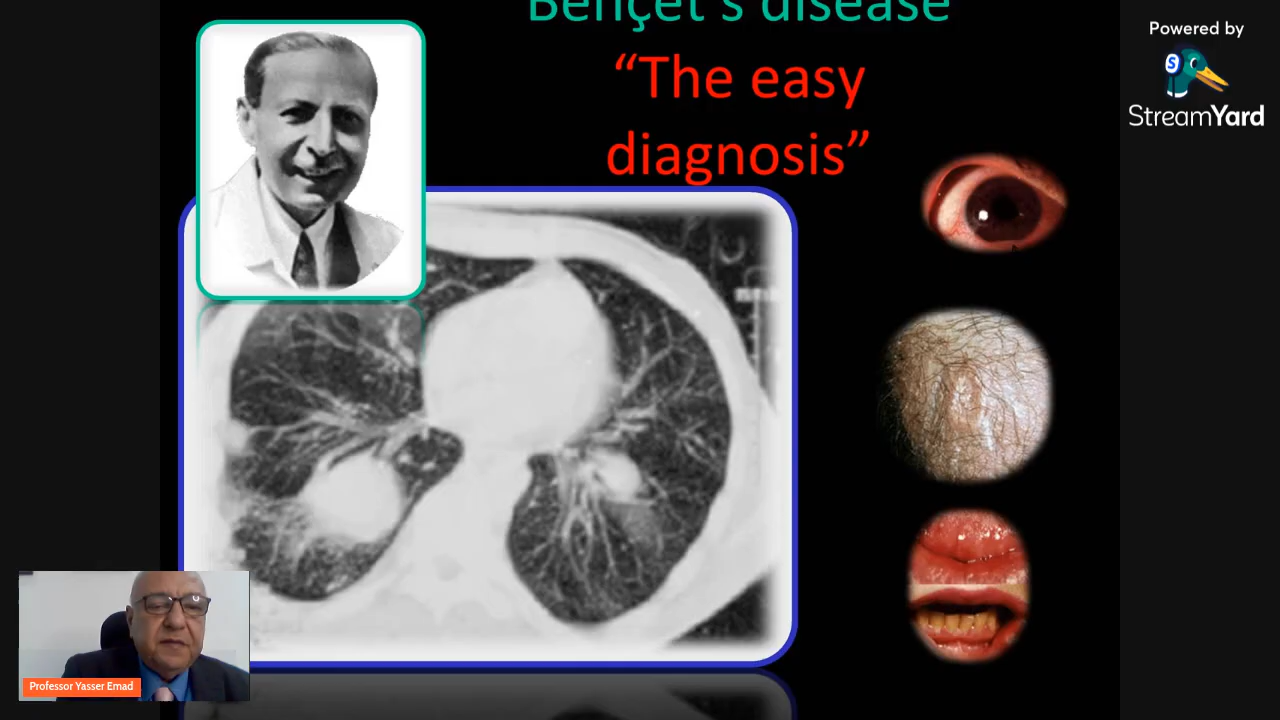 Behçet's disease
“The easy
diagnosis”
Powered by
StreamYard
Professor Yasser Emad